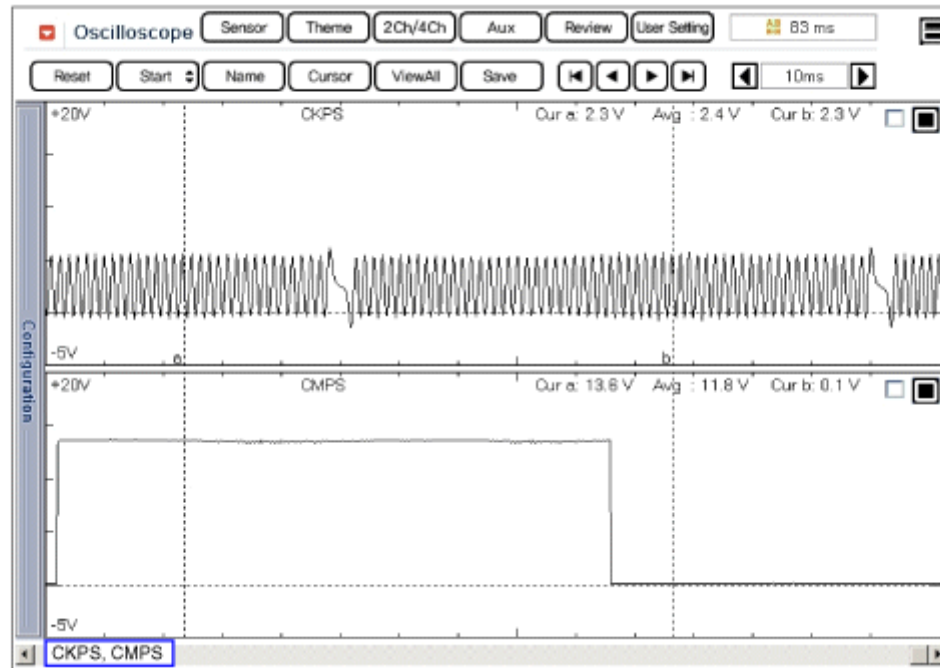 Oscilloscope Sensor Theme 2Ch/4Ch Aux Review User Setting 83 ms
Reset Start Name Cursor ViewAll Save 10ms
+20V CKPS Cur a: 2.3 V Avg : 2.4 V Cur b: 2.3 V
-5V a b
Configuration
+20V CMPS Cur a: 13.6 V Avg : 11.8 V Cur b: 0.1 V
-5V
CKPS, CMPS